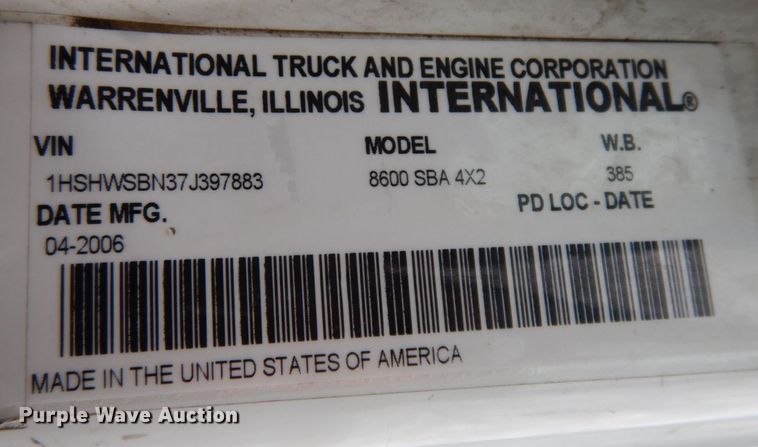 INTERNATIONAL TRUCK AND ENGINE CORPORATION
WARRENVILLE, ILLINOIS INTERNATIONAL®
VIN MODEL W.B.
1HSHWSBN37J397883 8600 SBA 4X2 385
DATE MFG. PD LOC - DATE
04-2006
MADE IN THE UNITED STATES OF AMERICA
Purple Wave Auction